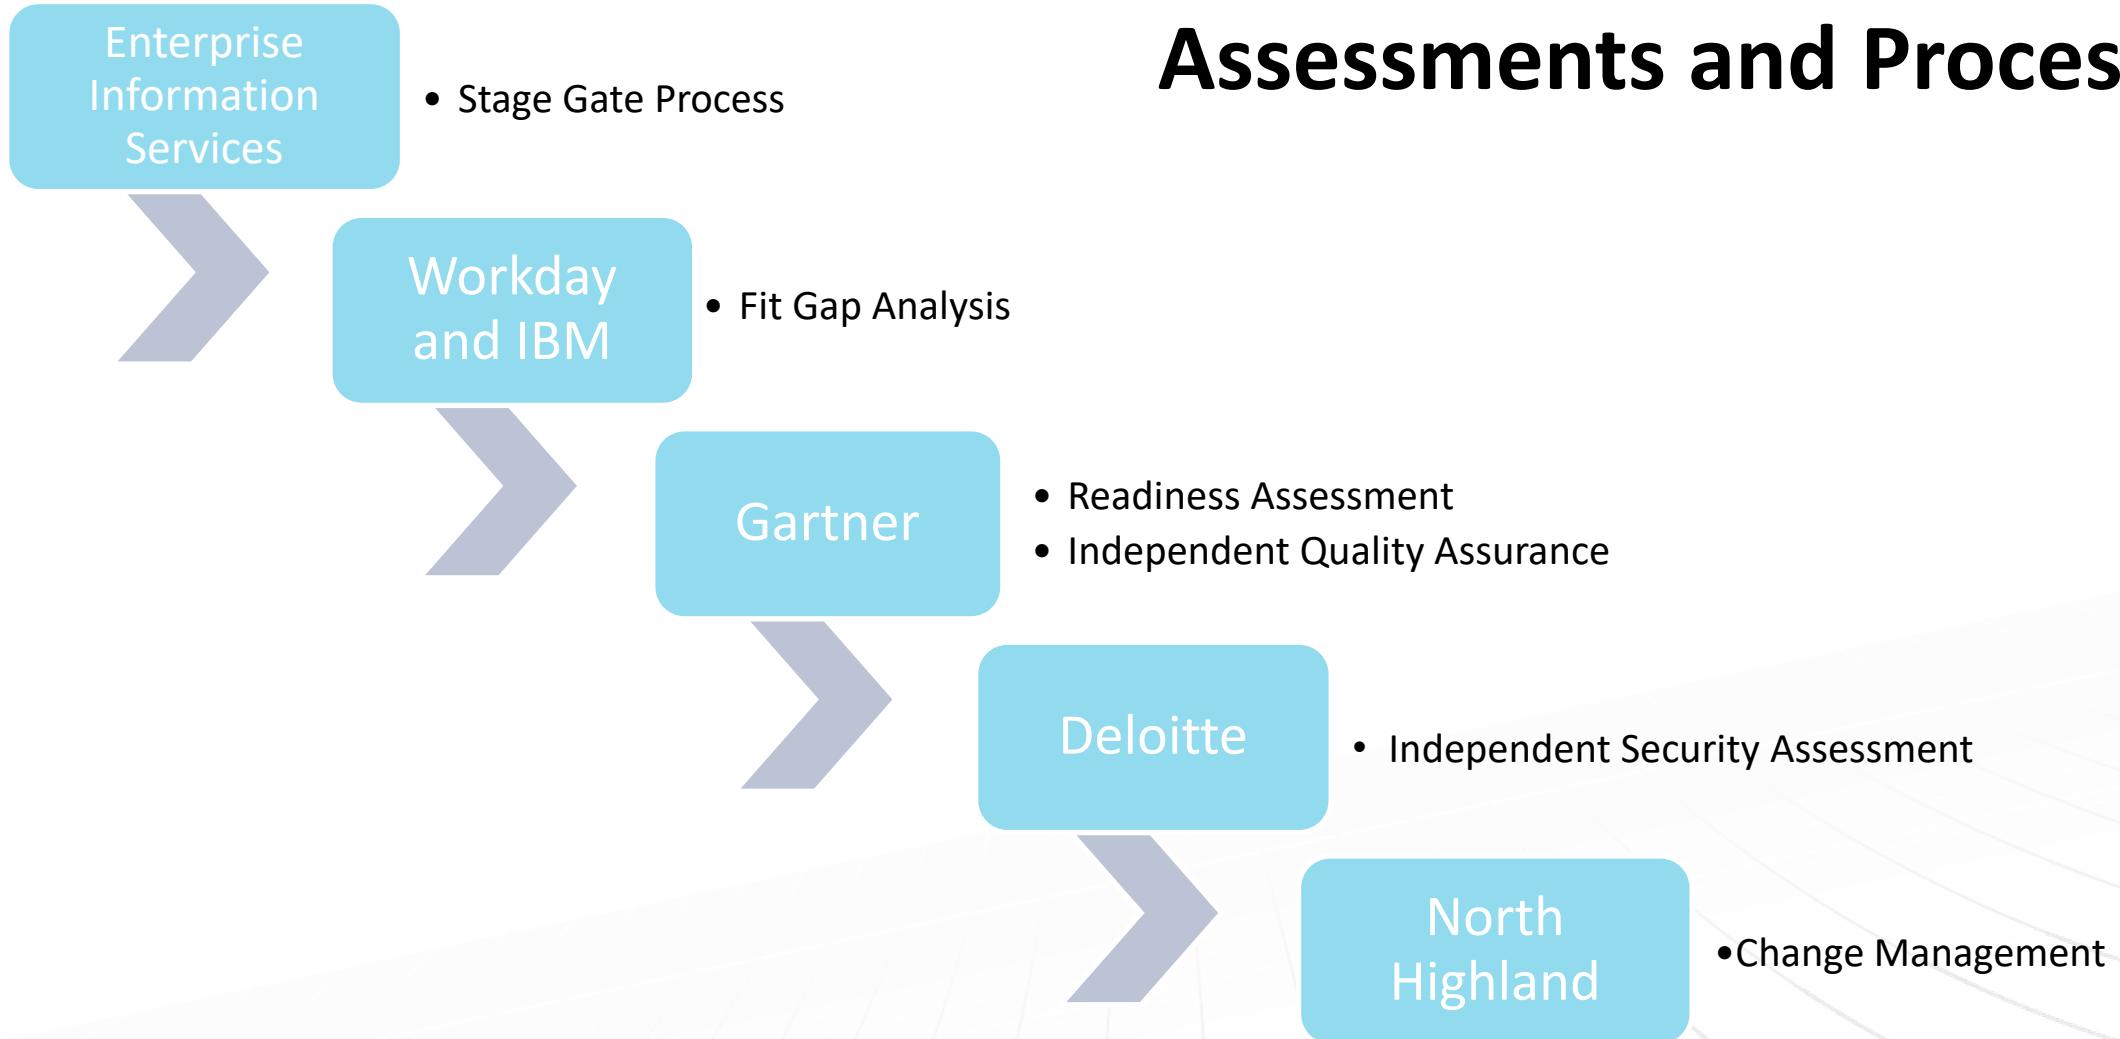 Assessments and Proces
Enterprise
Information
Services
• Stage Gate Process
Workday
and IBM
• Fit Gap Analysis
Gartner
• Readiness Assessment
• Independent Quality Assurance
Deloitte
• Independent Security Assessment
North
Highland
•Change Management